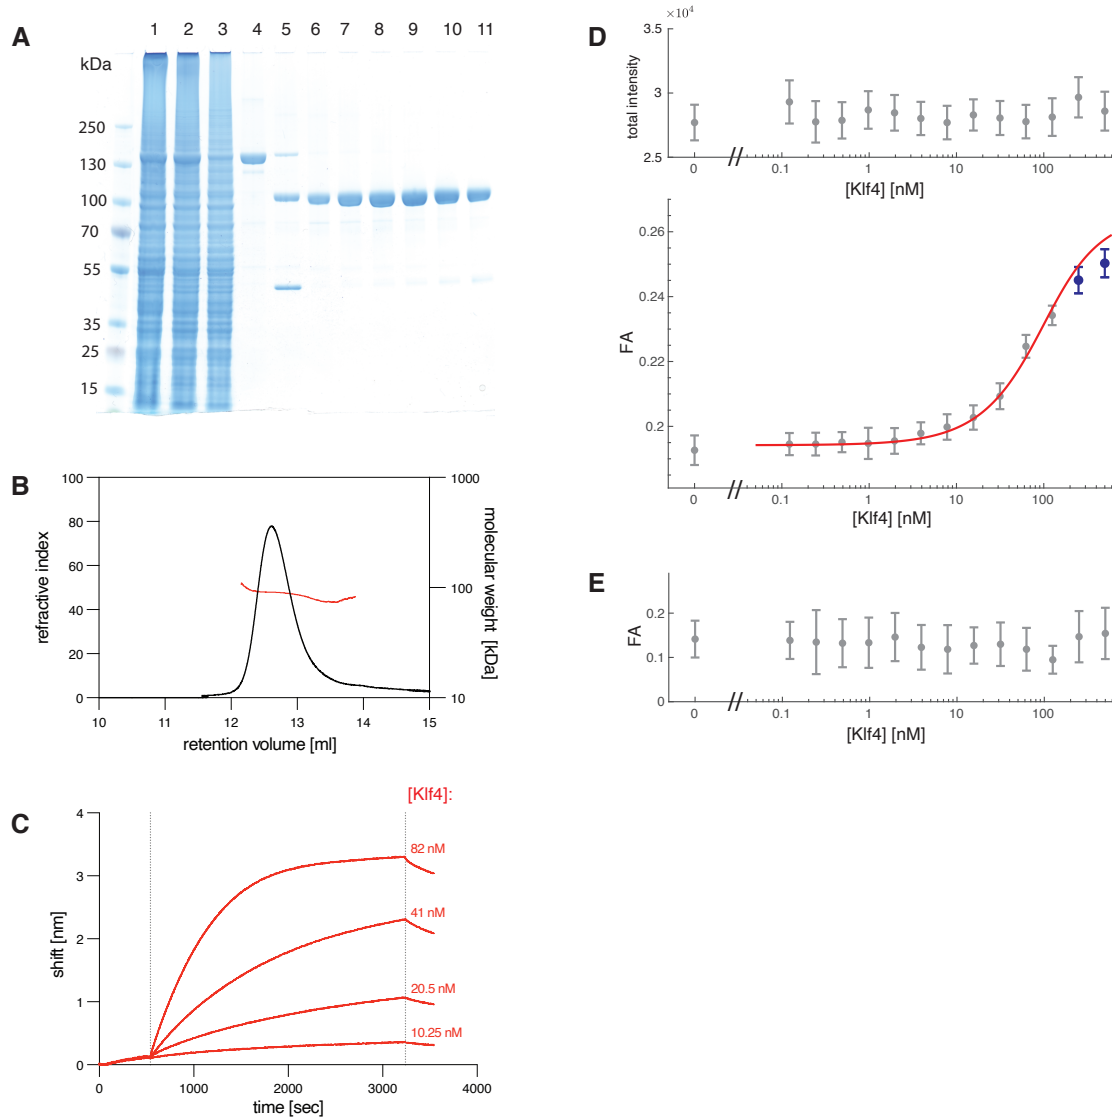 A
1 2 3 4 5 6 7 8 9 10 11
kDa
250
130
100
70
55
35
25
15
B
refractive index
100
80
60
40
20
0
1000
100
10
molecular weight [kDa]
10 11 12 13 14 15
retention volume [ml]
C
[Klf4]:
82 nM
41 nM
20.5 nM
10.25 nM
shift [nm]
4
3
2
1
0
0 1000 2000 3000 4000
time [sec]
D
×10⁴
total intensity
3.5
3
2.5
0 // 0.1 1 10 100
[Klf4] [nM]
FA
0.26
0.24
0.22
0.2
0 // 0.1 1 10 100
[Klf4] [nM]
E
FA
0.2
0.1
0
0 // 0.1 1 10 100
[Klf4] [nM]